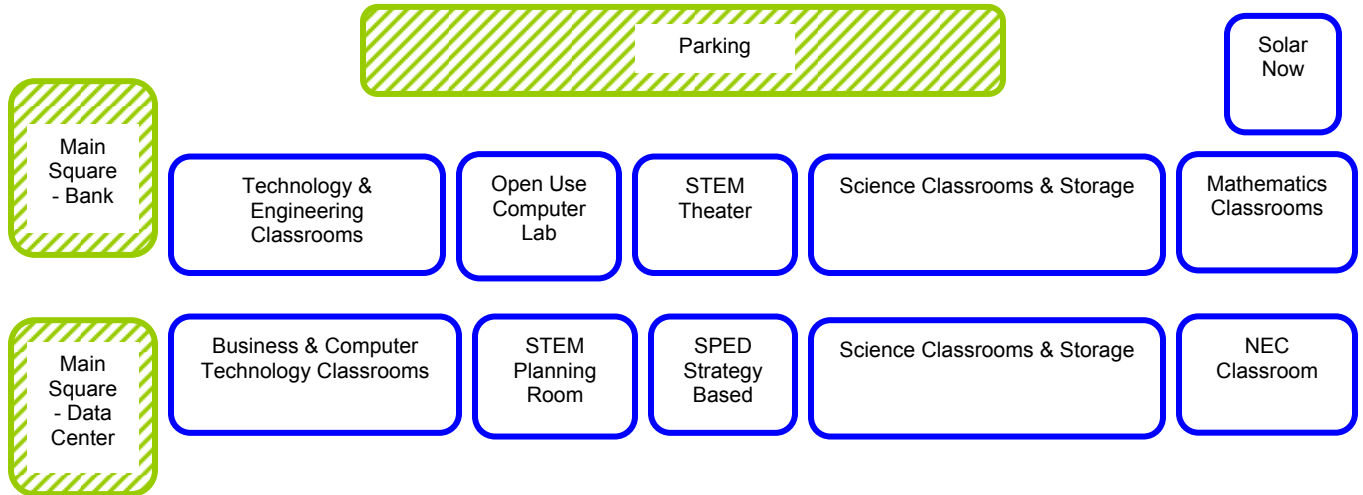 Parking
Solar
Now
Main
Square
- Bank
Technology &
Engineering
Classrooms
Open Use
Computer
Lab
STEM
Theater
Science Classrooms & Storage
Mathematics
Classrooms
Main
Square
- Data
Center
Business & Computer
Technology Classrooms
STEM
Planning
Room
SPED
Strategy
Based
Science Classrooms & Storage
NEC
Classroom